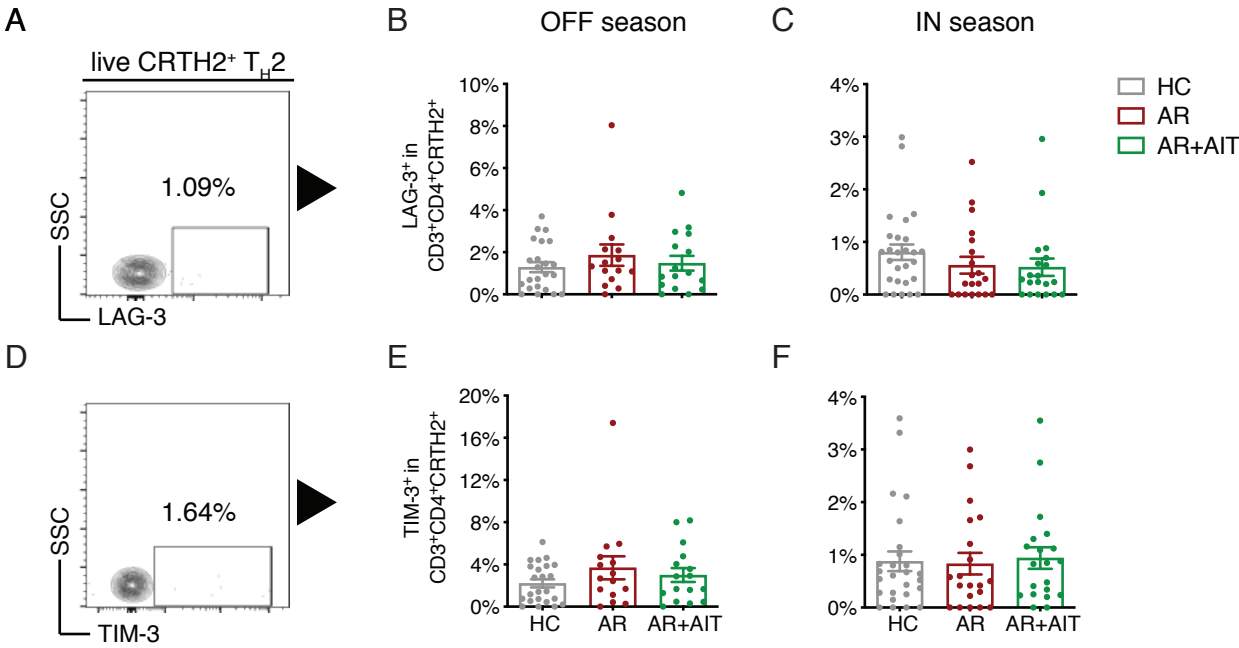 A
live CRTH2⁺ T_H2
1.09%
SSC
LAG-3
B
OFF season
LAG-3⁺ in
CD3⁺CD4⁺CRTH2⁺
10%
8%
6%
4%
2%
0%
C
IN season
4%
3%
2%
1%
0%
HC
AR
AR+AIT
D
1.64%
SSC
TIM-3
E
TIM-3⁺ in
CD3⁺CD4⁺CRTH2⁺
20%
16%
12%
8%
4%
0%
HC AR AR+AIT
F
4%
3%
2%
1%
0%
HC AR AR+AIT